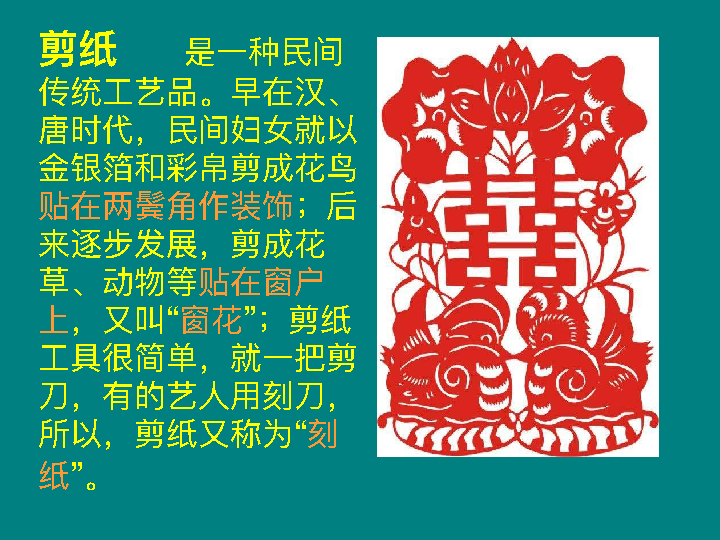 剪纸 是一种民间
传统工艺品。早在汉、
唐时代，民间妇女就以
金银箔和彩帛剪成花鸟
贴在两鬓角作装饰；后
来逐步发展，剪成花
草、动物等贴在窗户
上，又叫“窗花”；剪纸
工具很简单，就一把剪
刀，有的艺人用刻刀，
所以，剪纸又称为“刻
纸”。
囍